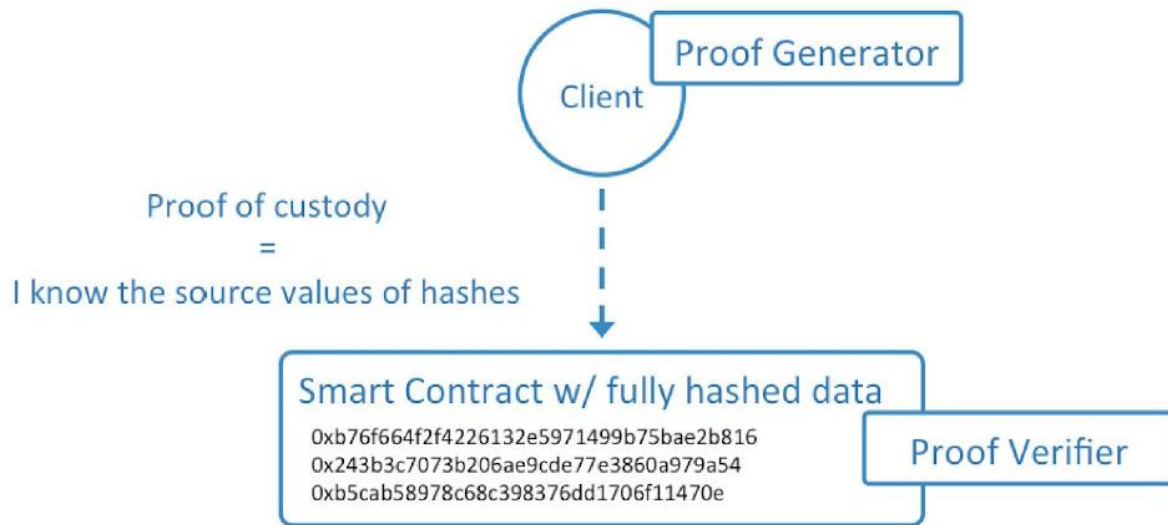 Proof Generator
Client
Proof of custody
=
I know the source values of hashes
Smart Contract w/ fully hashed data
0xb76f664f2f4226132e5971499b75bae2b816
0x243b3c7073b206ae9cde77e3860a979a54
0xb5cab58978c68c398376dd1706f11470e
Proof Verifier